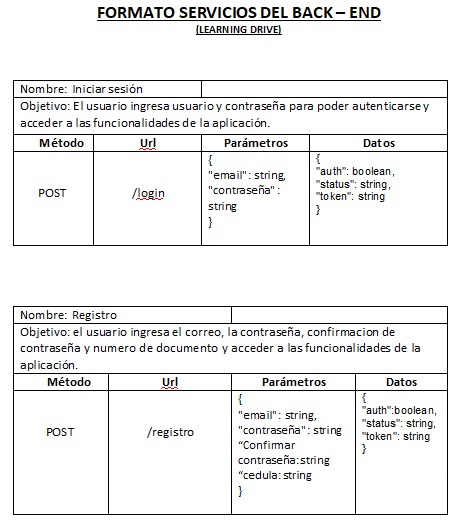 FORMATO SERVICIOS DEL BACK – END
(LEARNING DRIVE)
Nombre: Iniciar sesión
Objetivo: El usuario ingresa usuario y contraseña para poder autenticarse y
acceder a las funcionalidades de la aplicación.
Método Url Parámetros Datos
POST
/login
{
"email": string,
"contraseña" :
string
}
{
"auth": boolean,
"status": string,
"token": string
}
Nombre: Registro
Objetivo: el usuario ingresa el correo, la contraseña, confirmacion de
contraseña y numero de documento y acceder a las funcionalidades de la
aplicación.
Método Url Parámetros Datos
POST
/registro
{
"email": string,
"contraseña": string
“Confirmar
contraseña:string
“cedula: string
}
{
"auth":boolean,
"status": string,
"token": string
}